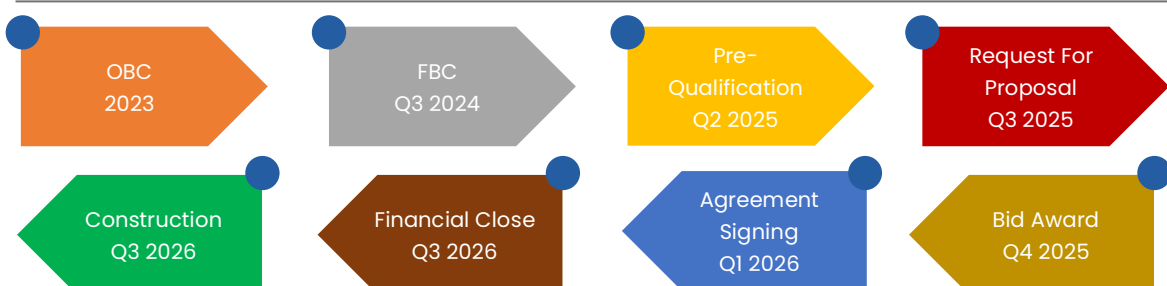 OBC
2023
FBC
Q3 2024
Pre-
Qualification
Q2 2025
Request For
Proposal
Q3 2025
Construction
Q3 2026
Financial Close
Q3 2026
Agreement
Signing
Q1 2026
Bid Award
Q4 2025